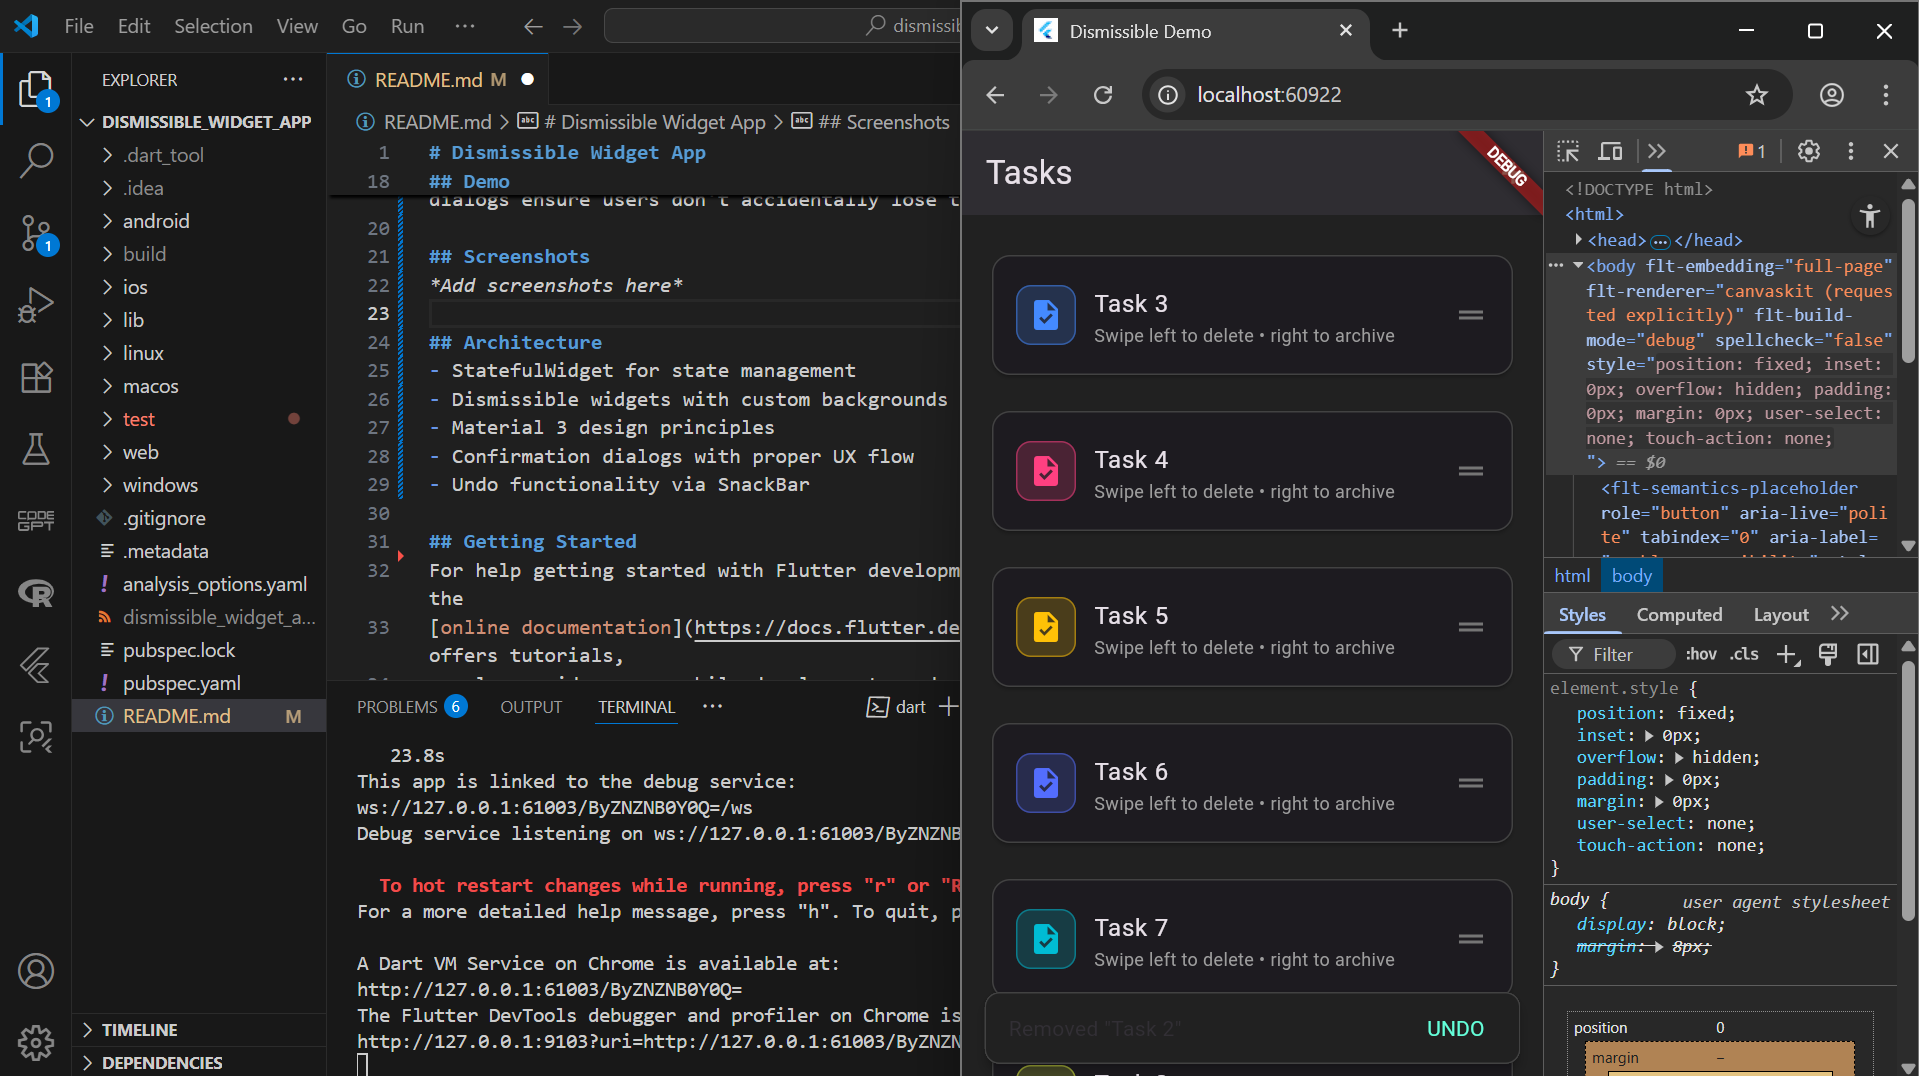 File Edit Selection View Go Run ···
dismissib
EXPLORER ···
DISMISSIBLE_WIDGET_APP
.dart_tool
.idea
android
build
ios
lib
linux
macos
test
web
windows
.gitignore
.metadata
analysis_options.yaml
dismissible_widget_a...
pubspec.lock
pubspec.yaml
README.md M
TIMELINE
DEPENDENCIES
1
1
CODE
GPT
README.md M
README.md > # Dismissible Widget App > ## Screenshots
1 # Dismissible Widget App
18 ## Demo
dialogs ensure users don't accidentally lose t
20
21 ## Screenshots
22 *Add screenshots here*
23
24 ## Architecture
25 - StatefulWidget for state management
26 - Dismissible widgets with custom backgrounds
27 - Material 3 design principles
28 - Confirmation dialogs with proper UX flow
29 - Undo functionality via SnackBar
30
31 ## Getting Started
32 For help getting started with Flutter developm
the
33 [online documentation](https://docs.flutter.de
offers tutorials,
PROBLEMS 6 OUTPUT TERMINAL ··· dart
23.8s
This app is linked to the debug service:
ws://127.0.0.1:61003/ByZNZNB0Y0Q=/ws
Debug service listening on ws://127.0.0.1:61003/ByZNZNB
To hot restart changes while running, press "r" or "R
For a more detailed help message, press "h". To quit, p
A Dart VM Service on Chrome is available at:
http://127.0.0.1:61003/ByZNZNB0Y0Q=
The Flutter DevTools debugger and profiler on Chrome is
http://127.0.0.1:9103?uri=http://127.0.0.1:61003/ByZNZN
Dismissible Demo
localhost:60922
Tasks
DEBUG
Task 3
Swipe left to delete • right to archive
Task 4
Swipe left to delete • right to archive
Task 5
Swipe left to delete • right to archive
Task 6
Swipe left to delete • right to archive
Task 7
Swipe left to delete • right to archive
Removed "Task 2" UNDO
1
<!DOCTYPE html>
<html>
<head> ··· </head>
··· <body flt-embedding="full-page"
flt-renderer="canvaskit (reques
ted explicitly)" flt-build-
mode="debug" spellcheck="false"
style="position: fixed; inset:
0px; overflow: hidden; padding:
0px; margin: 0px; user-select:
none; touch-action: none;
"> == $0
<flt-semantics-placeholder
role="button" aria-live="poli
te" tabindex="0" aria-label=
html body
Styles Computed Layout
Filter :hov .cls
element.style {
position: fixed;
inset: 0px;
overflow: hidden;
padding: 0px;
margin: 0px;
user-select: none;
touch-action: none;
}
body { user agent stylesheet
display: block;
margin: 8px;
}
position 0
margin –